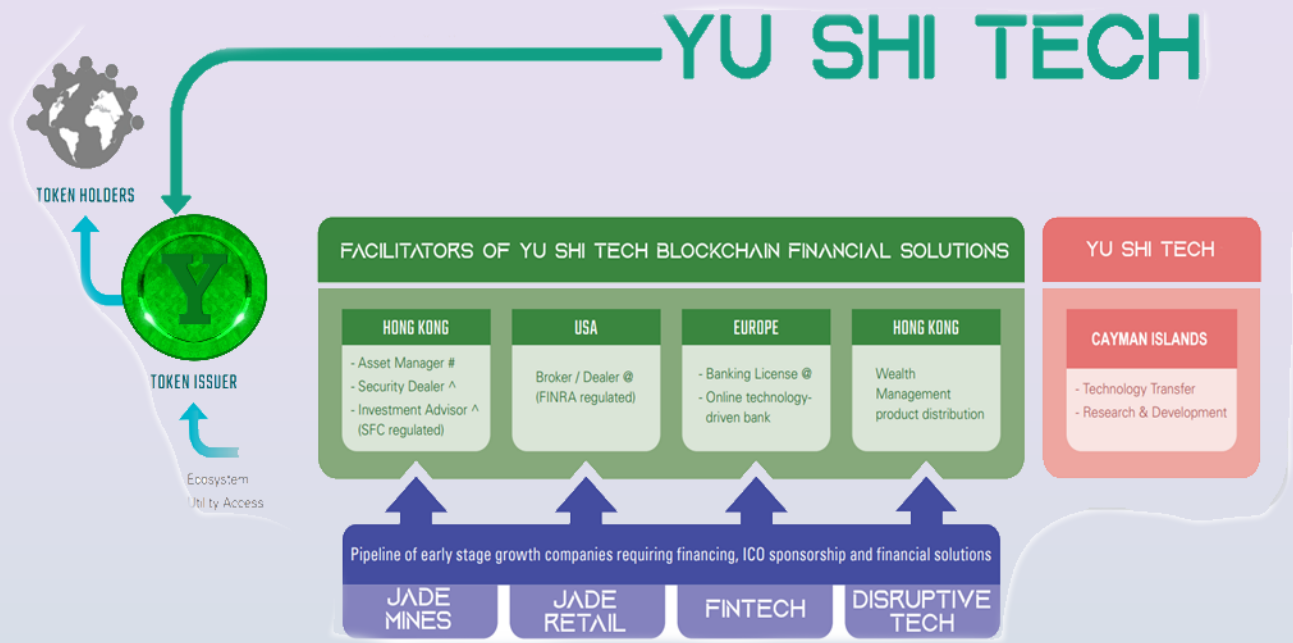 YU SHI TECH
TOKEN HOLDERS
Y
TOKEN ISSUER
Ecosystem
Utility Access
FACILITATORS OF YU SHI TECH BLOCKCHAIN FINANCIAL SOLUTIONS
HONG KONG
- Asset Manager #
- Security Dealer ^
- Investment Advisor ^
(SFC regulated)
USA
Broker / Dealer @
(FINRA regulated)
EUROPE
- Banking License @
- Online technology-
driven bank
HONG KONG
Wealth
Management
product distribution
YU SHI TECH
CAYMAN ISLANDS
- Technology Transfer
- Research & Development
Pipeline of early stage growth companies requiring financing, ICO sponsorship and financial solutions
JADE
MINES
JADE
RETAIL
FINTECH
DISRUPTIVE
TECH